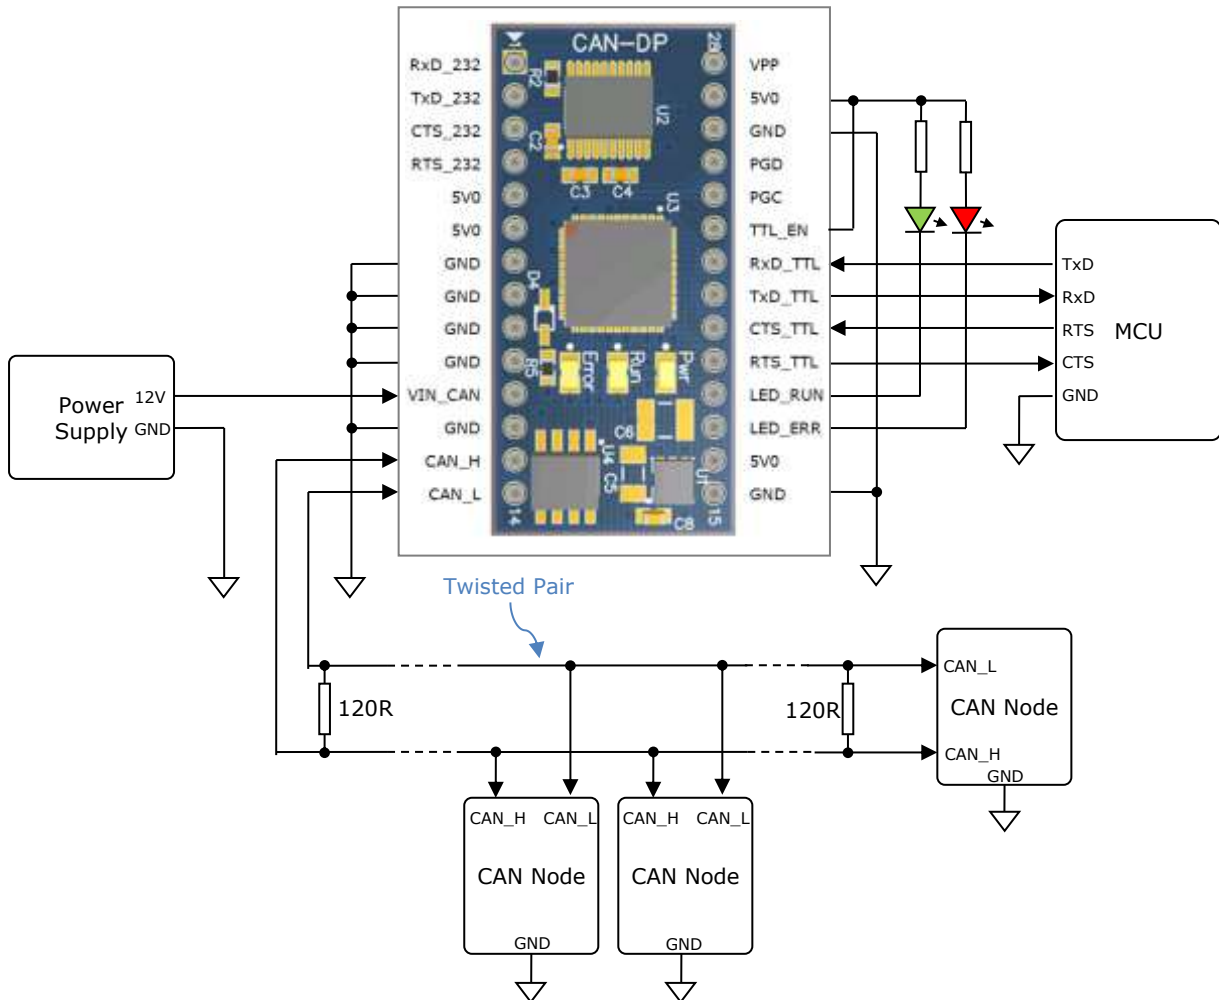 CAN-DP
1
28
14
15
RxD_232
TxD_232
CTS_232
RTS_232
5V0
5V0
GND
GND
GND
GND
VIN_CAN
GND
CAN_H
CAN_L
R2
C2
U2
C3
C4
U3
D4
R5
Error
Run
Pwr
U4
C6
C5
U1
C8
VPP
5V0
GND
PGD
PGC
TTL_EN
RxD_TTL
TxD_TTL
CTS_TTL
RTS_TTL
LED_RUN
LED_ERR
5V0
GND
TxD
RxD
RTS
CTS
GND
MCU
Power
Supply
12V
GND
Twisted Pair
120R
120R
CAN_L
CAN Node
CAN_H
GND
CAN_H
CAN_L
CAN Node
GND
CAN_H
CAN_L
CAN Node
GND